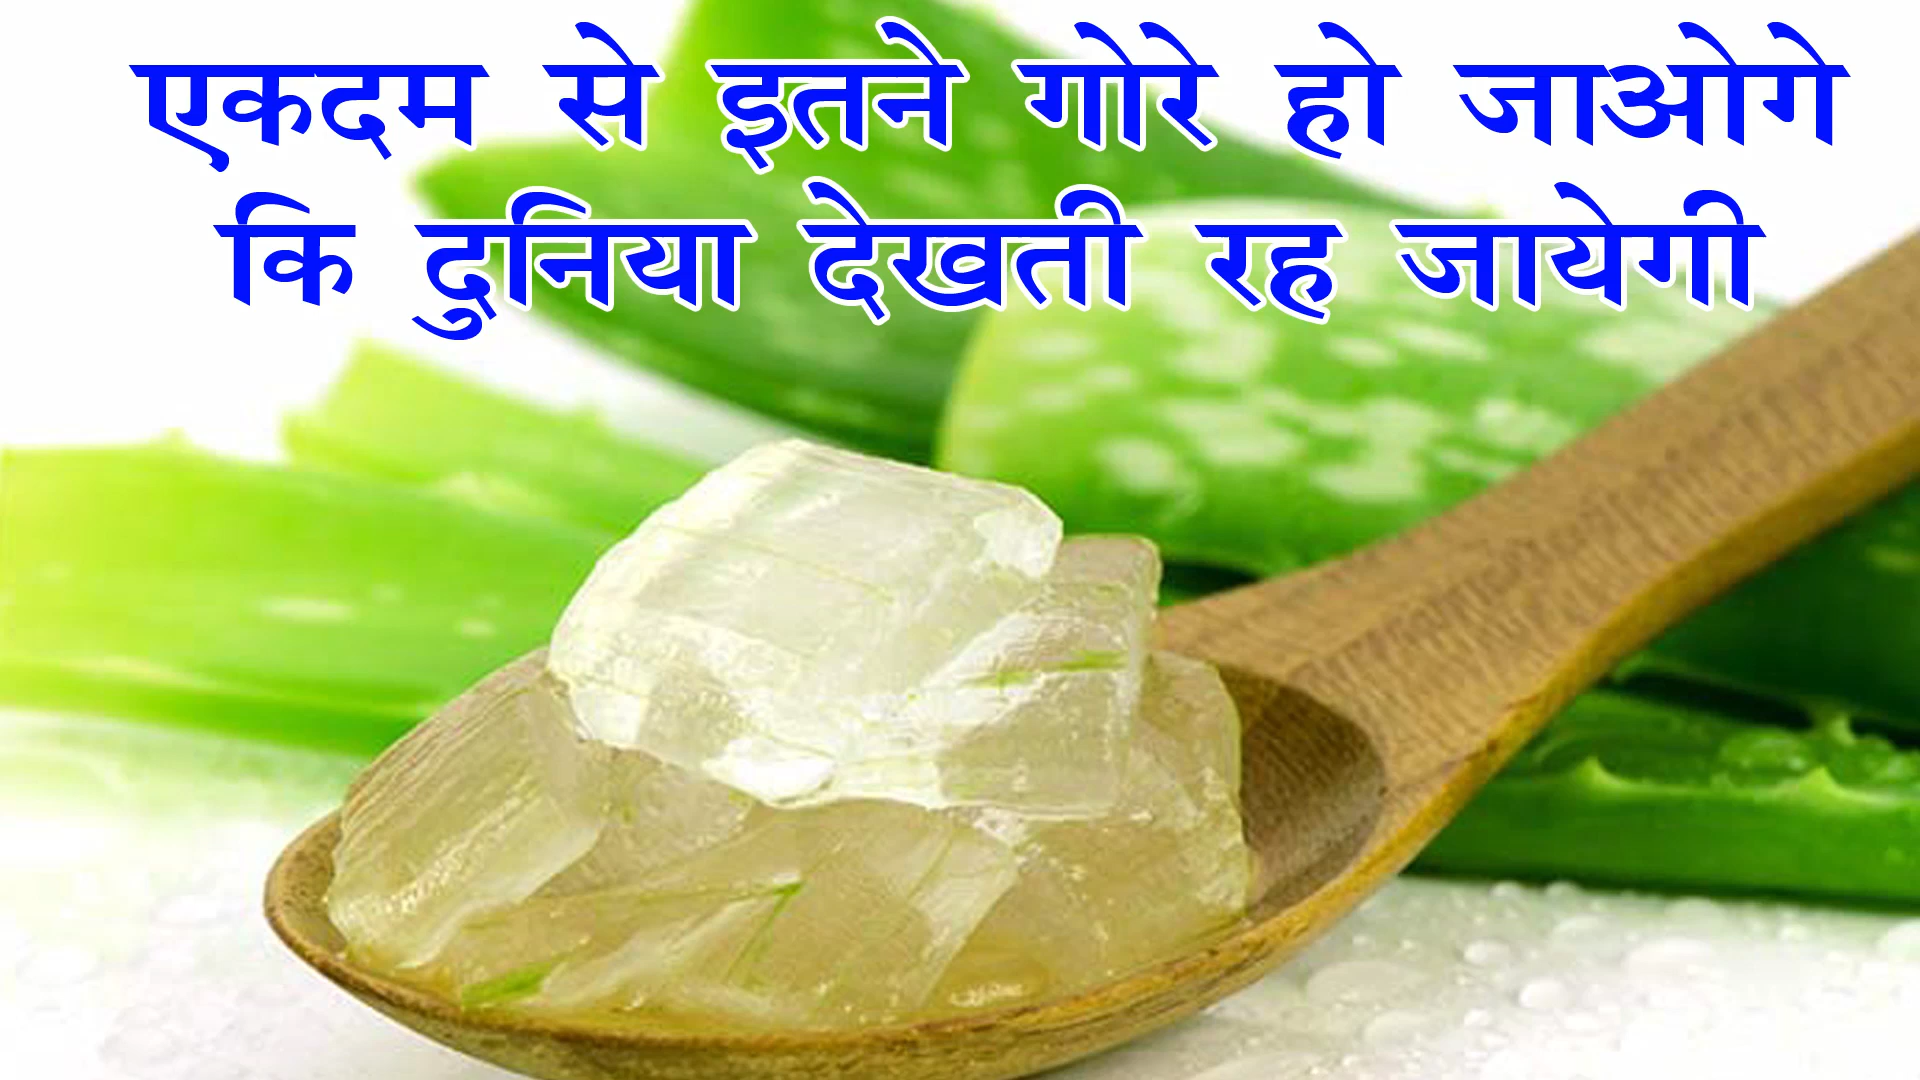 एकदम से इतने गोरे हो जाओगे
कि दुनिया देखती रह जायेगी